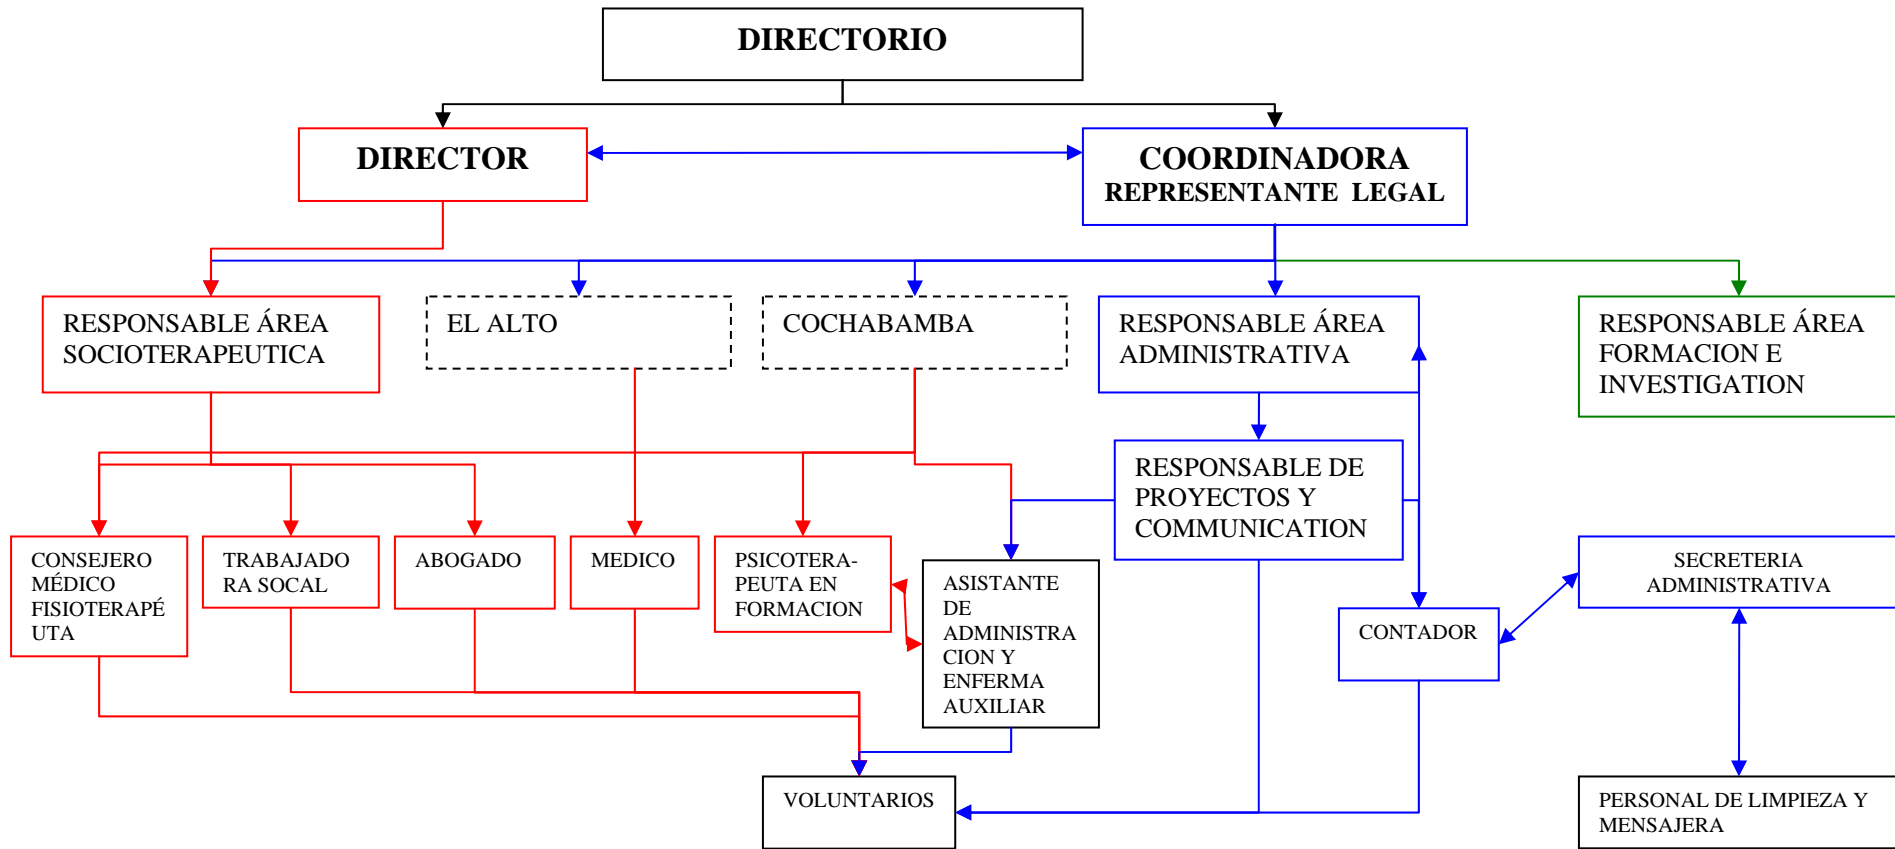 DIRECTORIO
DIRECTOR
COORDINADORA
REPRESENTANTE LEGAL
RESPONSABLE ÁREA
SOCIOTERAPEUTICA
EL ALTO
COCHABAMBA
RESPONSABLE ÁREA
ADMINISTRATIVA
RESPONSABLE ÁREA
FORMACION E
INVESTIGATION
RESPONSABLE DE
PROYECTOS Y
COMMUNICATION
CONSEJERO
MÉDICO
FISIOTERAPÉ
UTA
TRABAJADO
RA SOCAL
ABOGADO
MEDICO
PSICOTERA-
PEUTA EN
FORMACION
ASISTANTE
DE
ADMINISTRA
CION Y
ENFERMA
AUXILIAR
CONTADOR
SECRETERIA
ADMINISTRATIVA
VOLUNTARIOS
PERSONAL DE LIMPIEZA Y
MENSAJERA